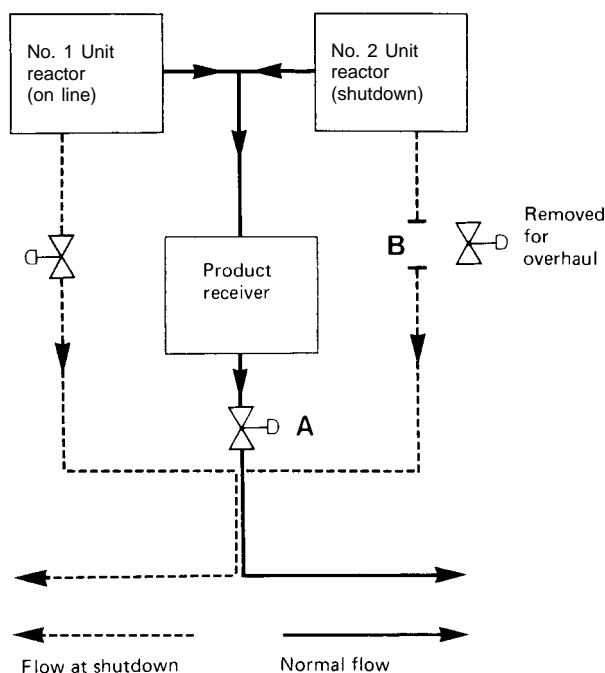 No. 1 Unit
reactor
(on line)
No. 2 Unit
reactor
(shutdown)
Removed
for
overhaul
B
Product
receiver
A
Flow at shutdown
Normal flow